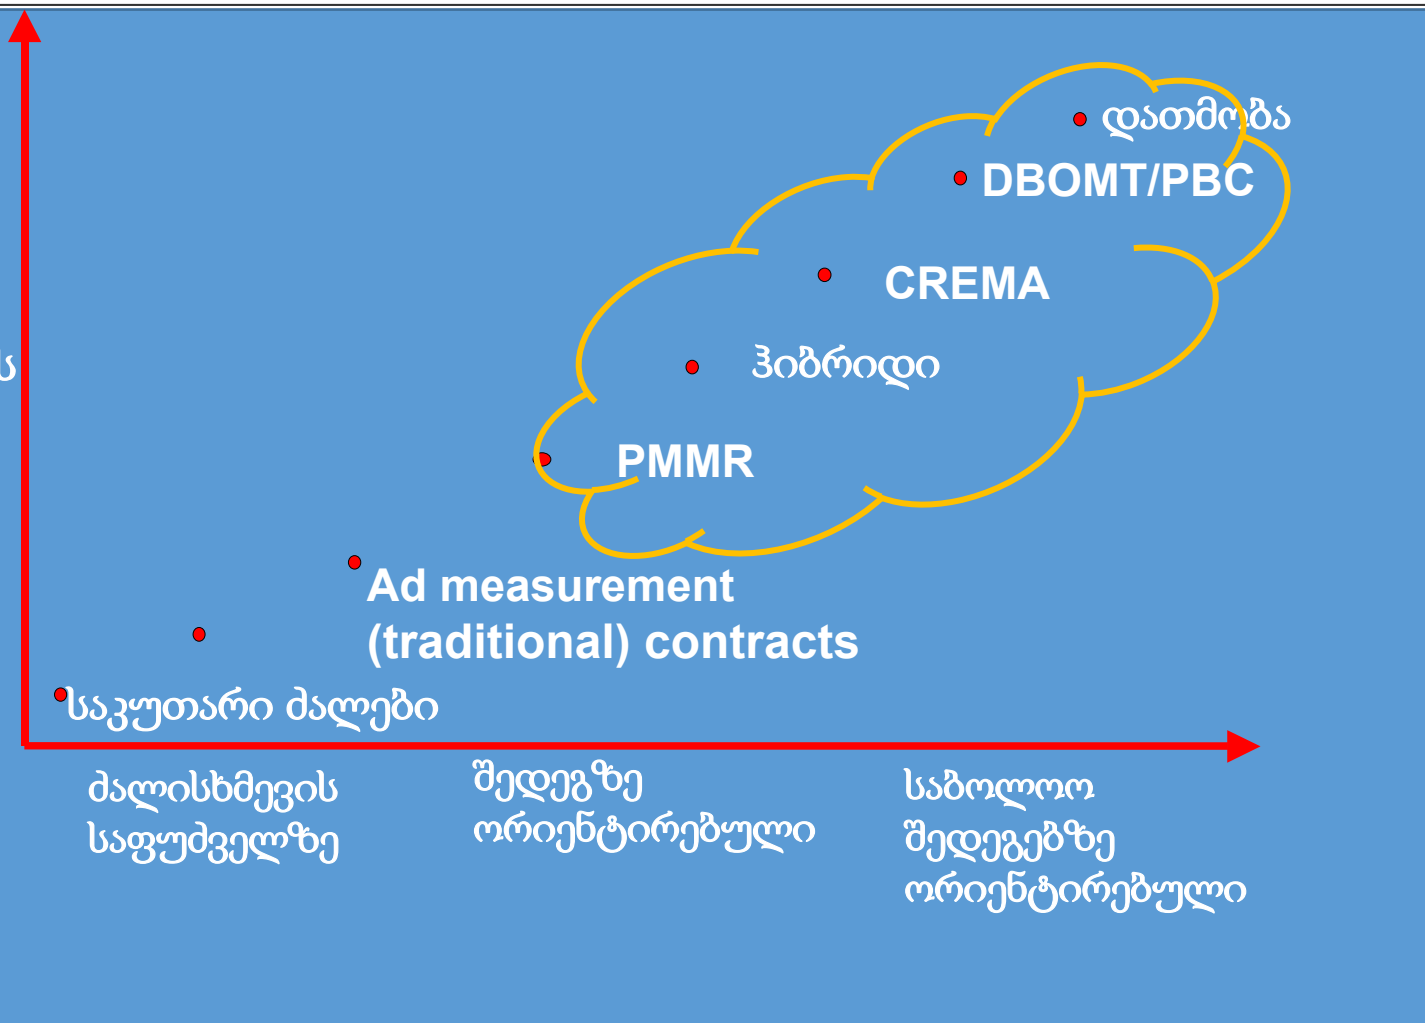 დათმობა
DBOMT/PBC
CREMA
ჰიბრიდი
PMMR
Ad measurement
(traditional) contracts
საკუთარი ძალები
ძალისხმევის
საფუძველზე
შედეგზე
ორიენტირებული
საბოლოო
შედეგებზე
ორიენტირებული